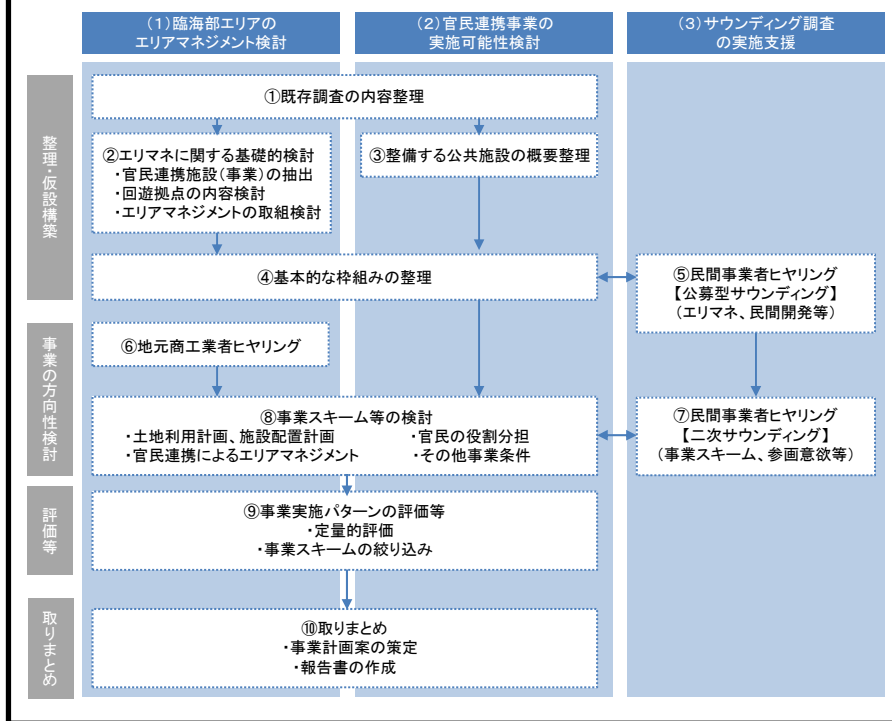 (1)臨海部エリアの
エリアマネジメント検討
(2)官民連携事業の
実施可能性検討
(3)サウンディング調査
の実施支援
整理・仮設構築
①既存調査の内容整理
②エリマネに関する基礎的検討
・官民連携施設(事業)の抽出
・回遊拠点の内容検討
・エリアマネジメントの取組検討
③整備する公共施設の概要整理
④基本的な枠組みの整理
⑤民間事業者ヒヤリング
【公募型サウンディング】
(エリマネ、民間開発等)
事業の方向性検討
⑥地元商工業者ヒヤリング
⑧事業スキーム等の検討
・土地利用計画、施設配置計画
・官民の役割分担
・官民連携によるエリアマネジメント
・その他事業条件
⑦民間事業者ヒヤリング
【二次サウンディング】
(事業スキーム、参画意欲等)
評価等
⑨事業実施パターンの評価等
・定量的評価
・事業スキームの絞り込み
取りまとめ
⑩取りまとめ
・事業計画案の策定
・報告書の作成